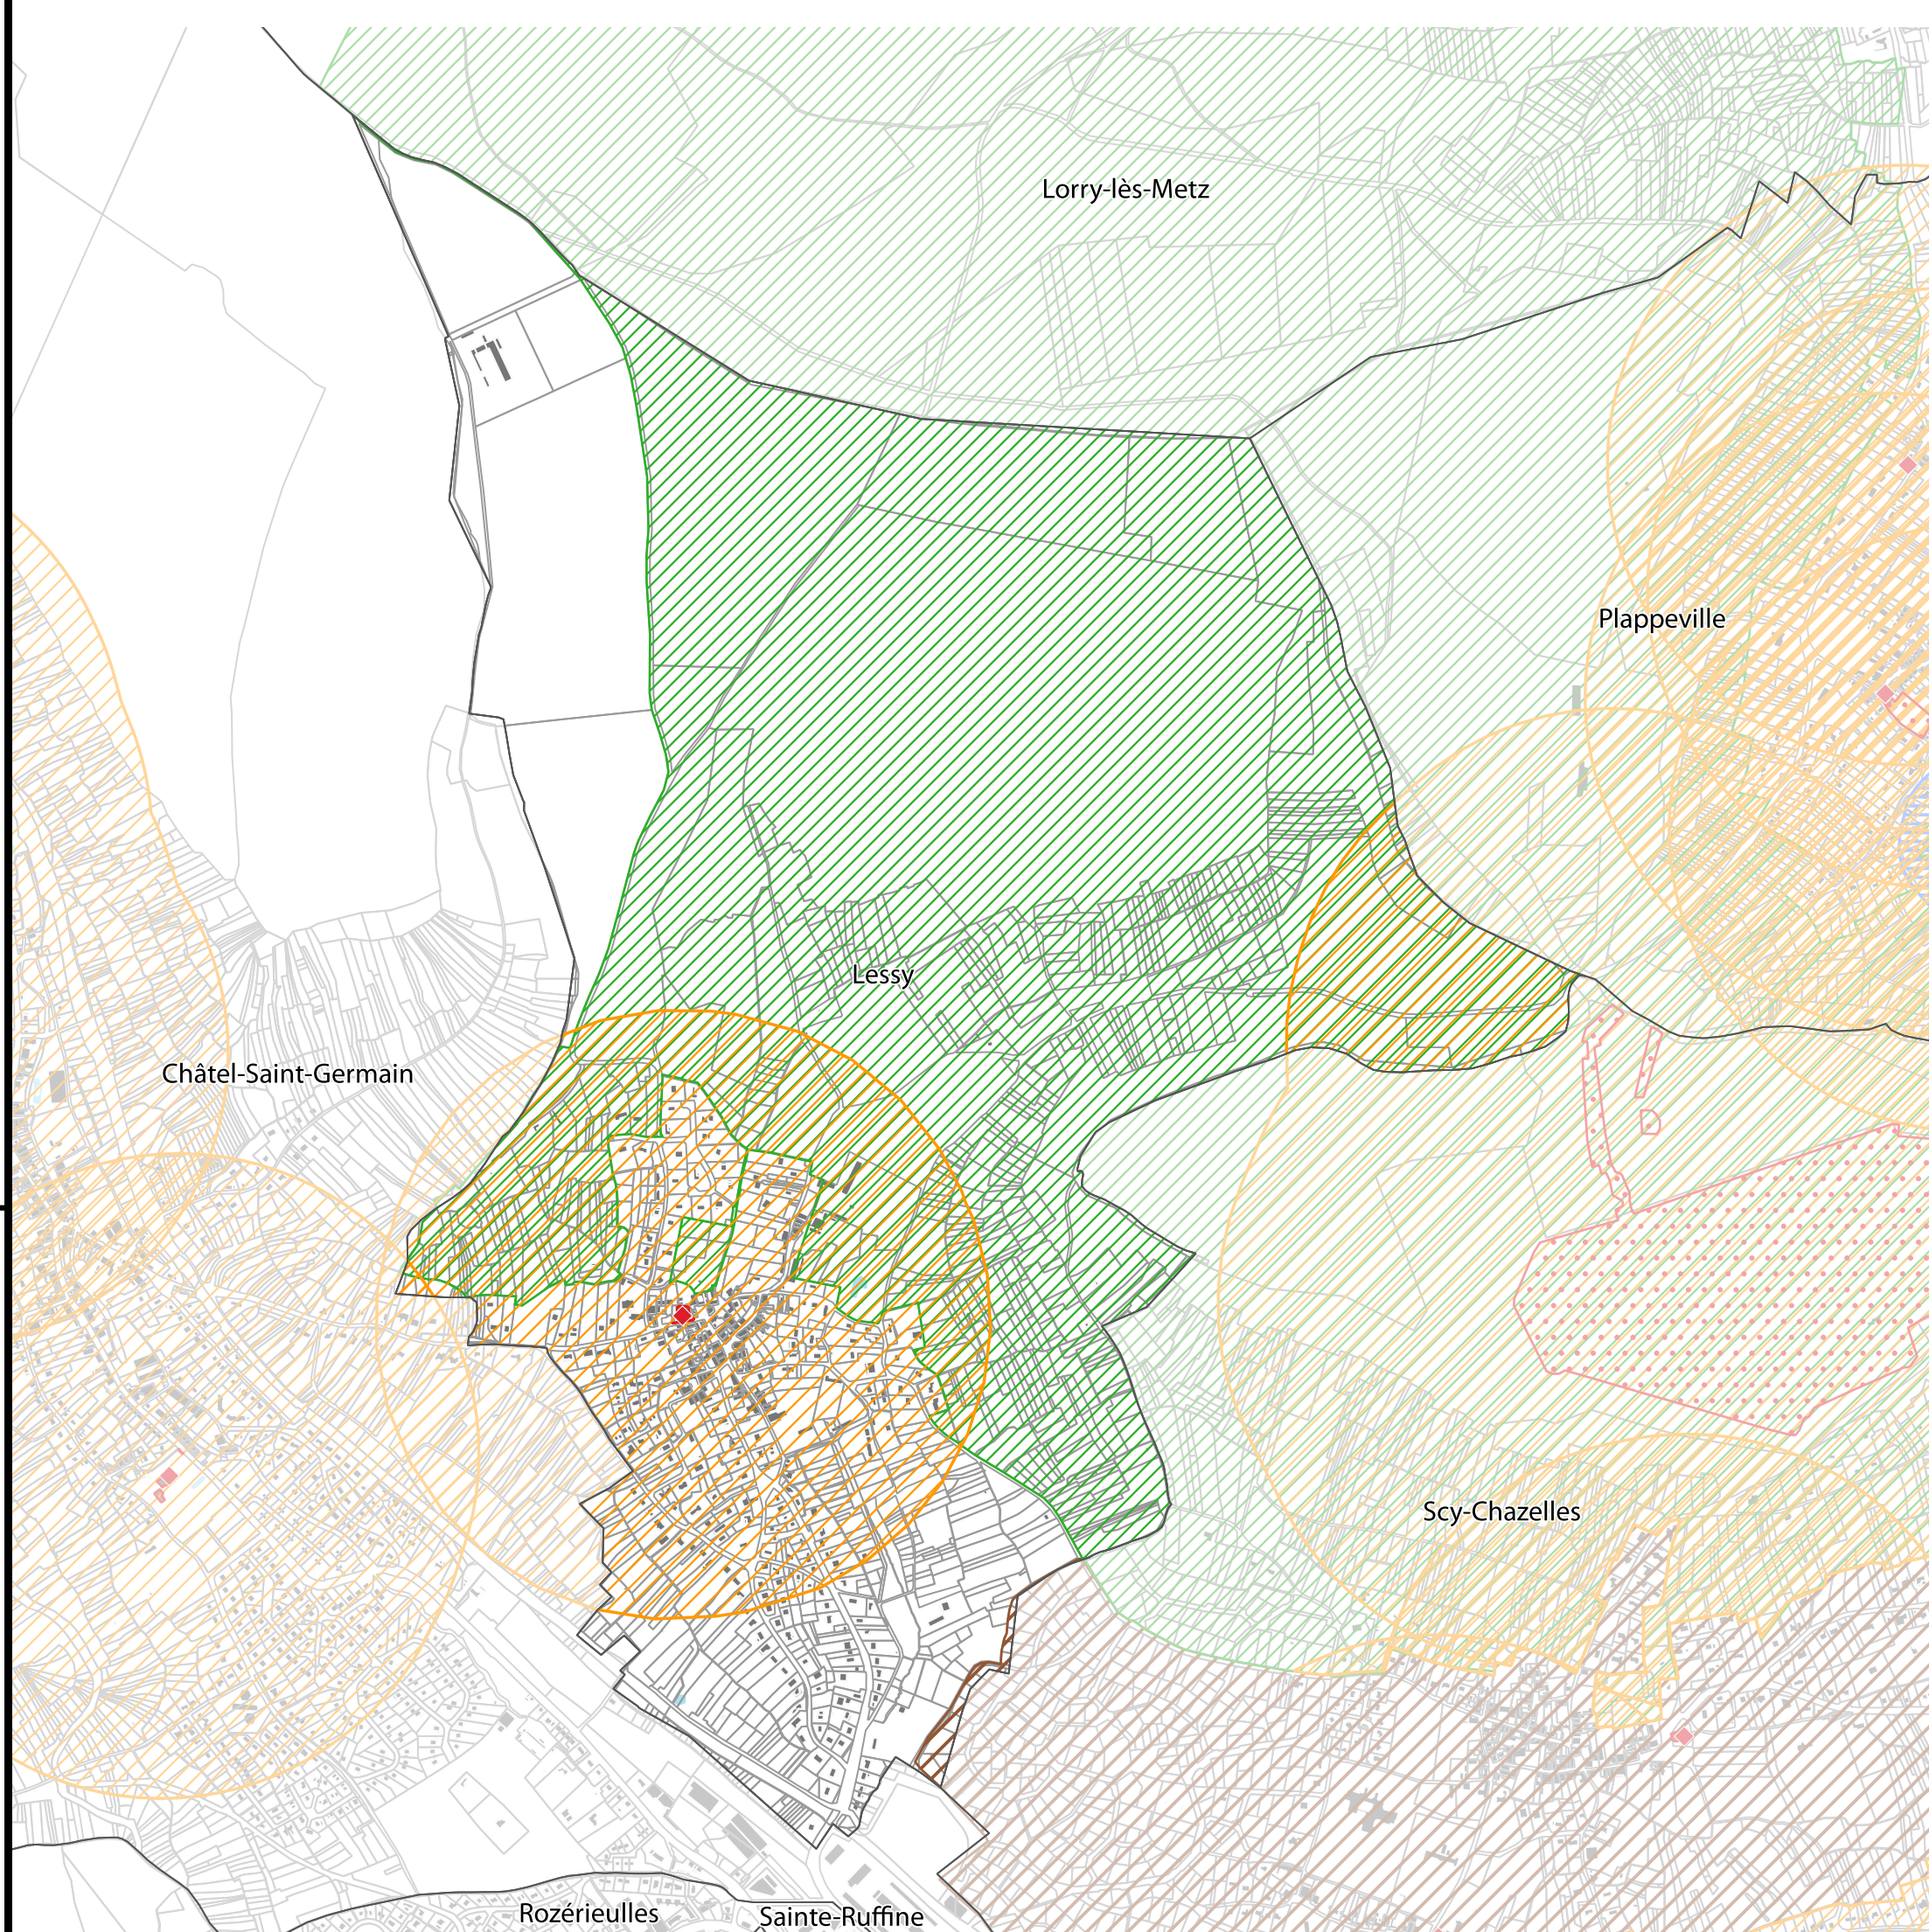 Lorry-lès-Metz
Plappeville
Lessy
Châtel-Saint-Germain
Scy-Chazelles
Rozérieulles
Sainte-Ruffine